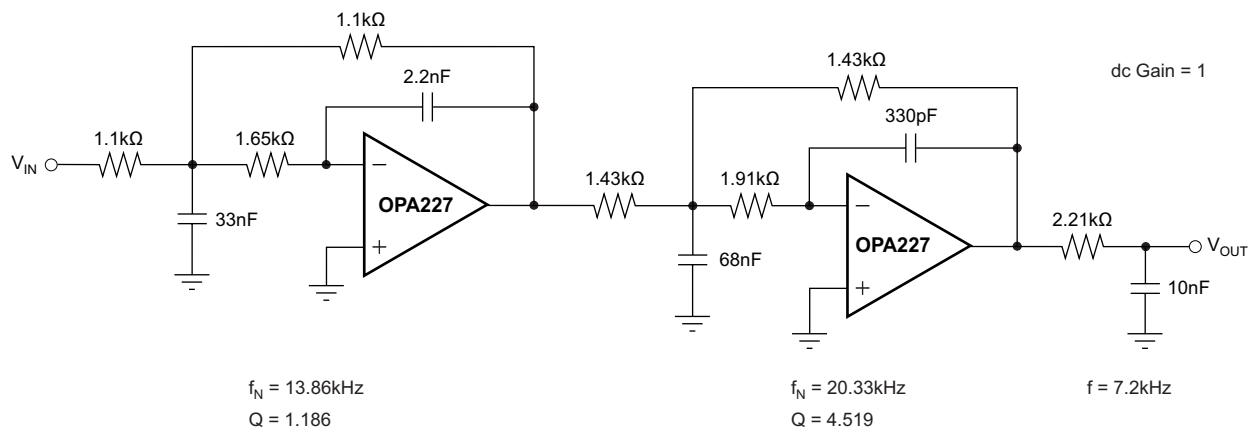 1.1kΩ
2.2nF
1.1kΩ
1.65kΩ
V_IN
33nF
−
+
OPA227
1.43kΩ
330pF
dc Gain = 1
1.43kΩ
1.91kΩ
68nF
−
+
OPA227
2.21kΩ
V_OUT
10nF
f_N = 13.86kHz
Q = 1.186
f_N = 20.33kHz
Q = 4.519
f = 7.2kHz